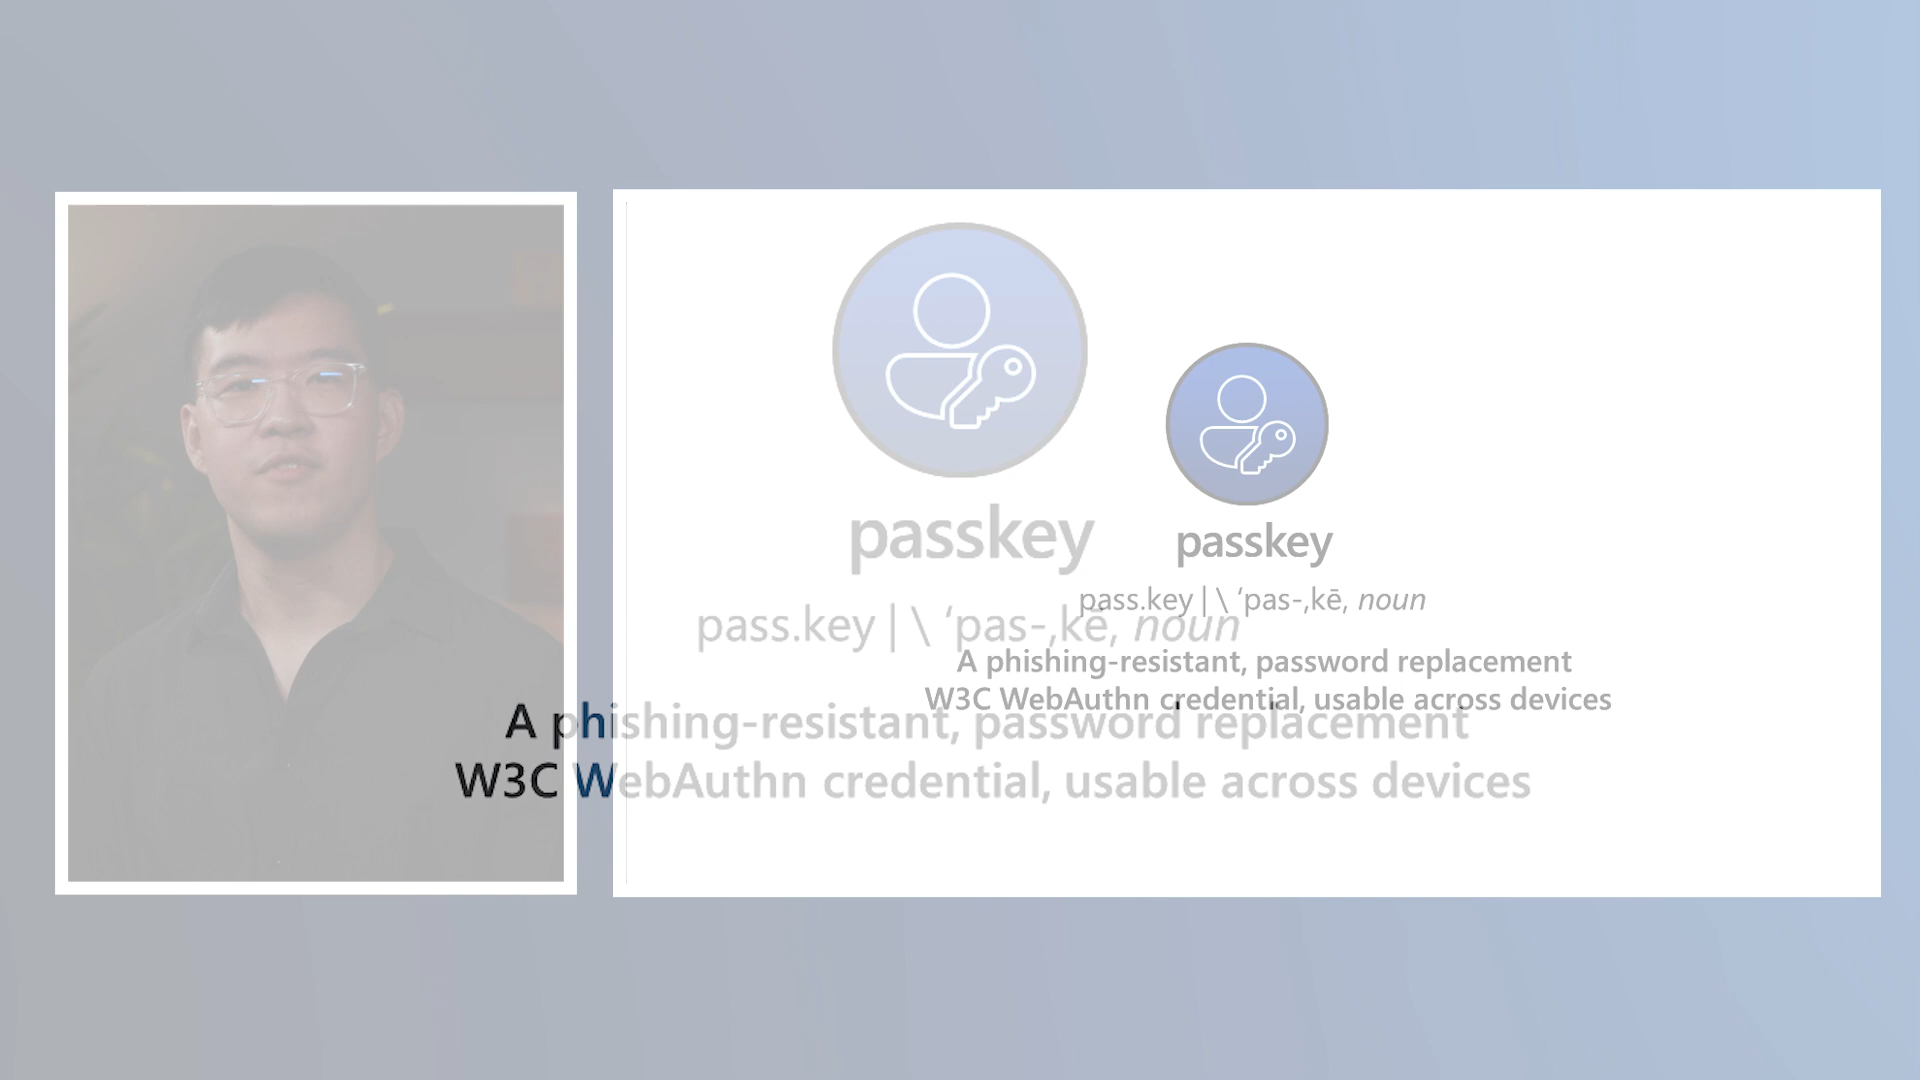 passkey
pass.key | \ ‘pas-,kē, noun
A phishing-resistant, password replacement
W3C WebAuthn credential, usable across devices
passkey
pass.key | \ ‘pas-,kē, noun
A phishing-resistant, password replacement
W3C WebAuthn credential, usable across devices